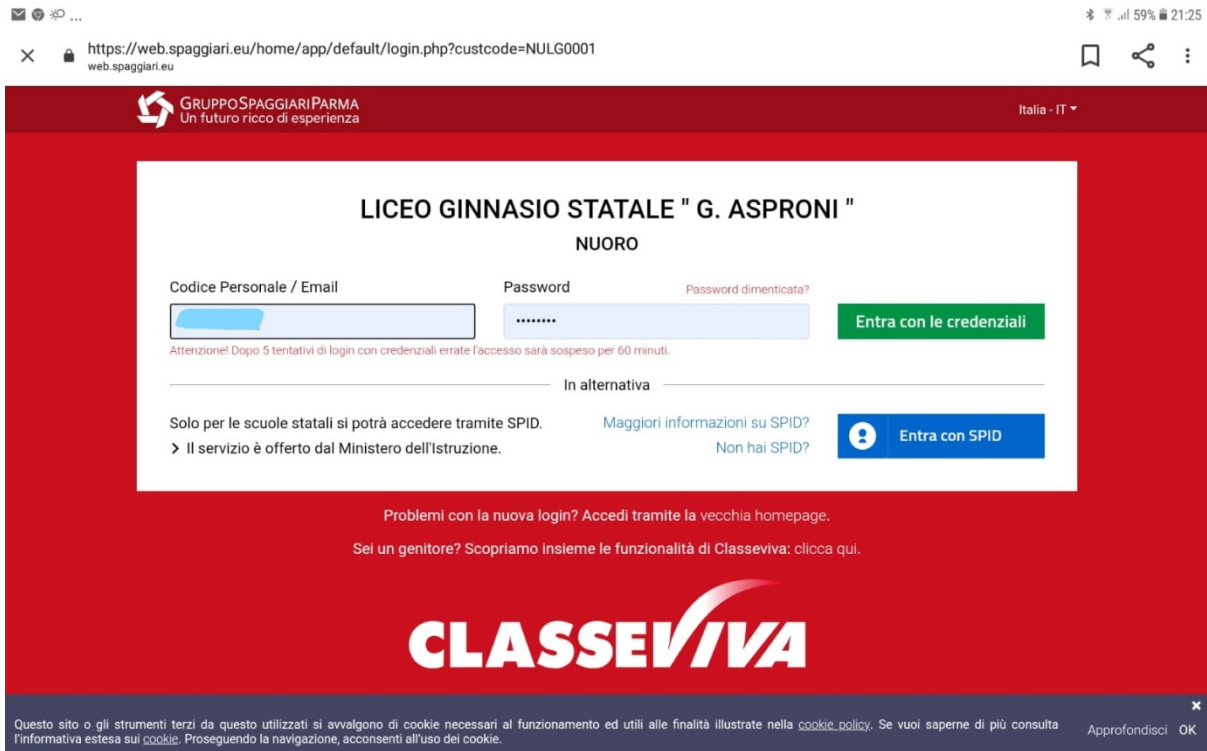 ... 59% 21:25
https://web.spaggiari.eu/home/app/default/login.php?custcode=NULG0001
web.spaggiari.eu
GRUPPOSPAGGIARIPARMA
Un futuro ricco di esperienza
Italia - IT
LICEO GINNASIO STATALE " G. ASPRONI "
NUORO
Codice Personale / Email
Password Password dimenticata?
••••••••
Entra con le credenziali
Attenzione! Dopo 5 tentativi di login con credenziali errate l'accesso sarà sospeso per 60 minuti.
In alternativa
Solo per le scuole statali si potrà accedere tramite SPID.
> Il servizio è offerto dal Ministero dell'Istruzione.
Maggiori informazioni su SPID?
Non hai SPID?
Entra con SPID
Problemi con la nuova login? Accedi tramite la vecchia homepage.
Sei un genitore? Scopriamo insieme le funzionalità di Classeviva: clicca qui.
CLASSEVIVA
Questo sito o gli strumenti terzi da questo utilizzati si avvalgono di cookie necessari al funzionamento ed utili alle finalità illustrate nella cookie policy. Se vuoi saperne di più consulta
l'informativa estesa sui cookie. Proseguendo la navigazione, acconsenti all'uso dei cookie.
Approfondisci OK